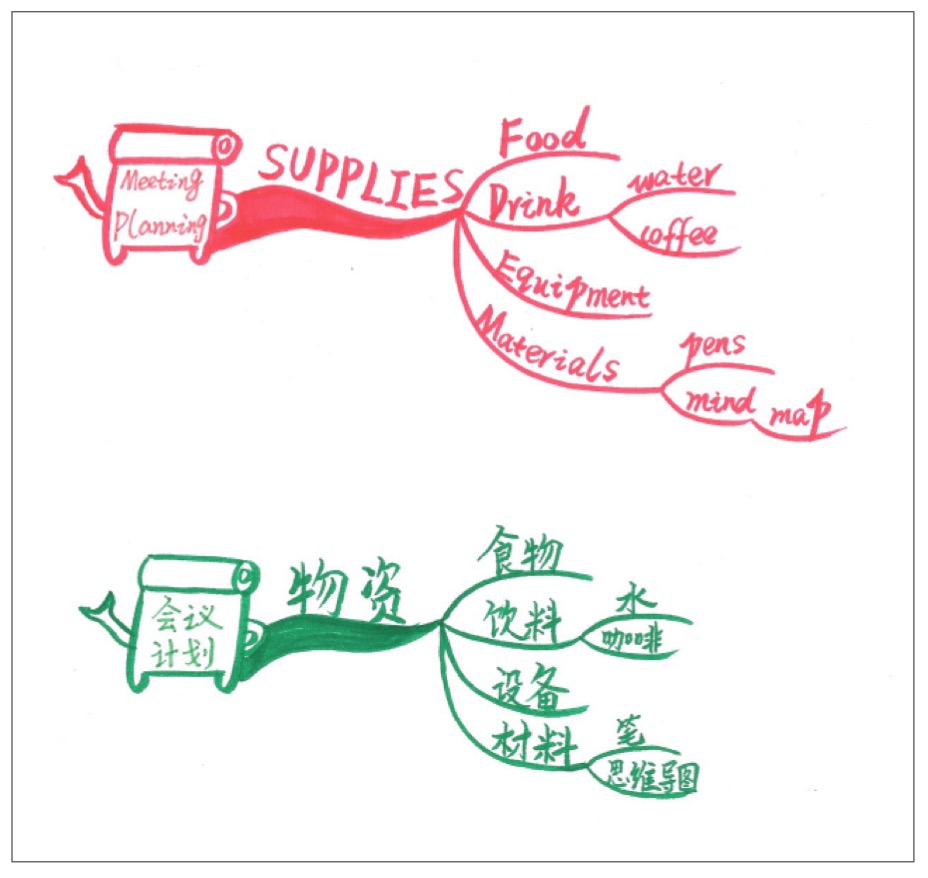 Meeting
Planning
SUPPLIES
Food
Drink
water
coffee
Equipment
Materials
pens
mind map
会议
计划
物资
食物
饮料
水
咖啡
设备
材料
笔
思维导图